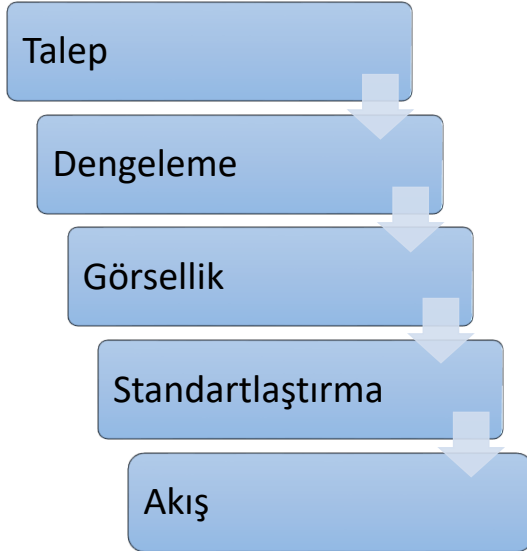 Talep
Dengeleme
Görsellik
Standartlaştırma
Akış